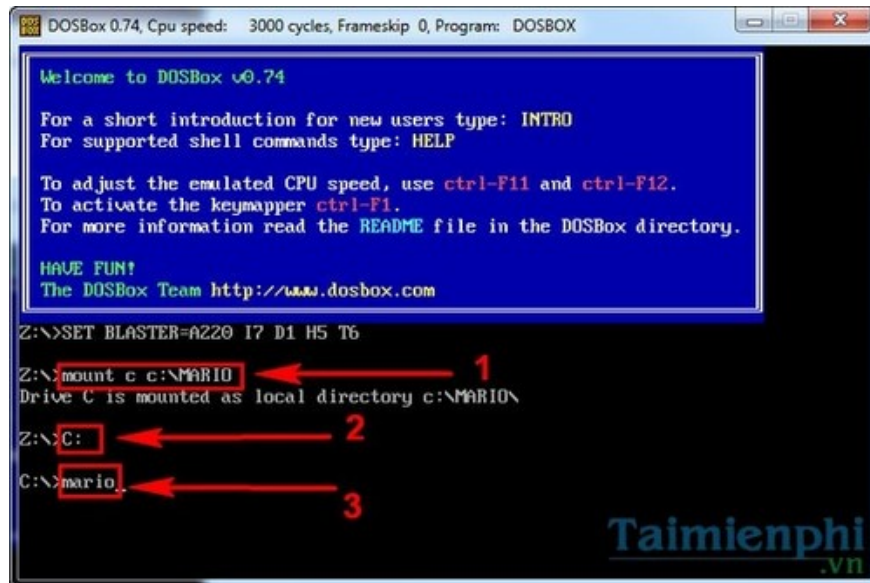 DOSBox 0.74, Cpu speed: 3000 cycles, Frameskip 0, Program: DOSBOX
Welcome to DOSBox v0.74
For a short introduction for new users type: INTRO
For supported shell commands type: HELP
To adjust the emulated CPU speed, use ctrl-F11 and ctrl-F12.
To activate the keymapper ctrl-F1.
For more information read the README file in the DOSBox directory.
HAVE FUN!
The DOSBox Team http://www.dosbox.com
Z:\>SET BLASTER=A220 I7 D1 H5 T6
Z:\>mount c c:\MARIO 1
Drive C is mounted as local directory c:\MARIO\
Z:\>C: 2
C:\>mario_ 3
Taimienphi
.vn